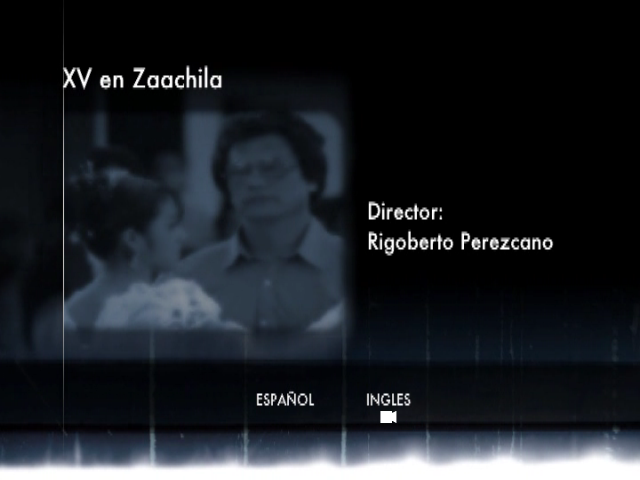 XV en Zaachila
Director:
Rigoberto Perezcano
ESPAÑOL
INGLES